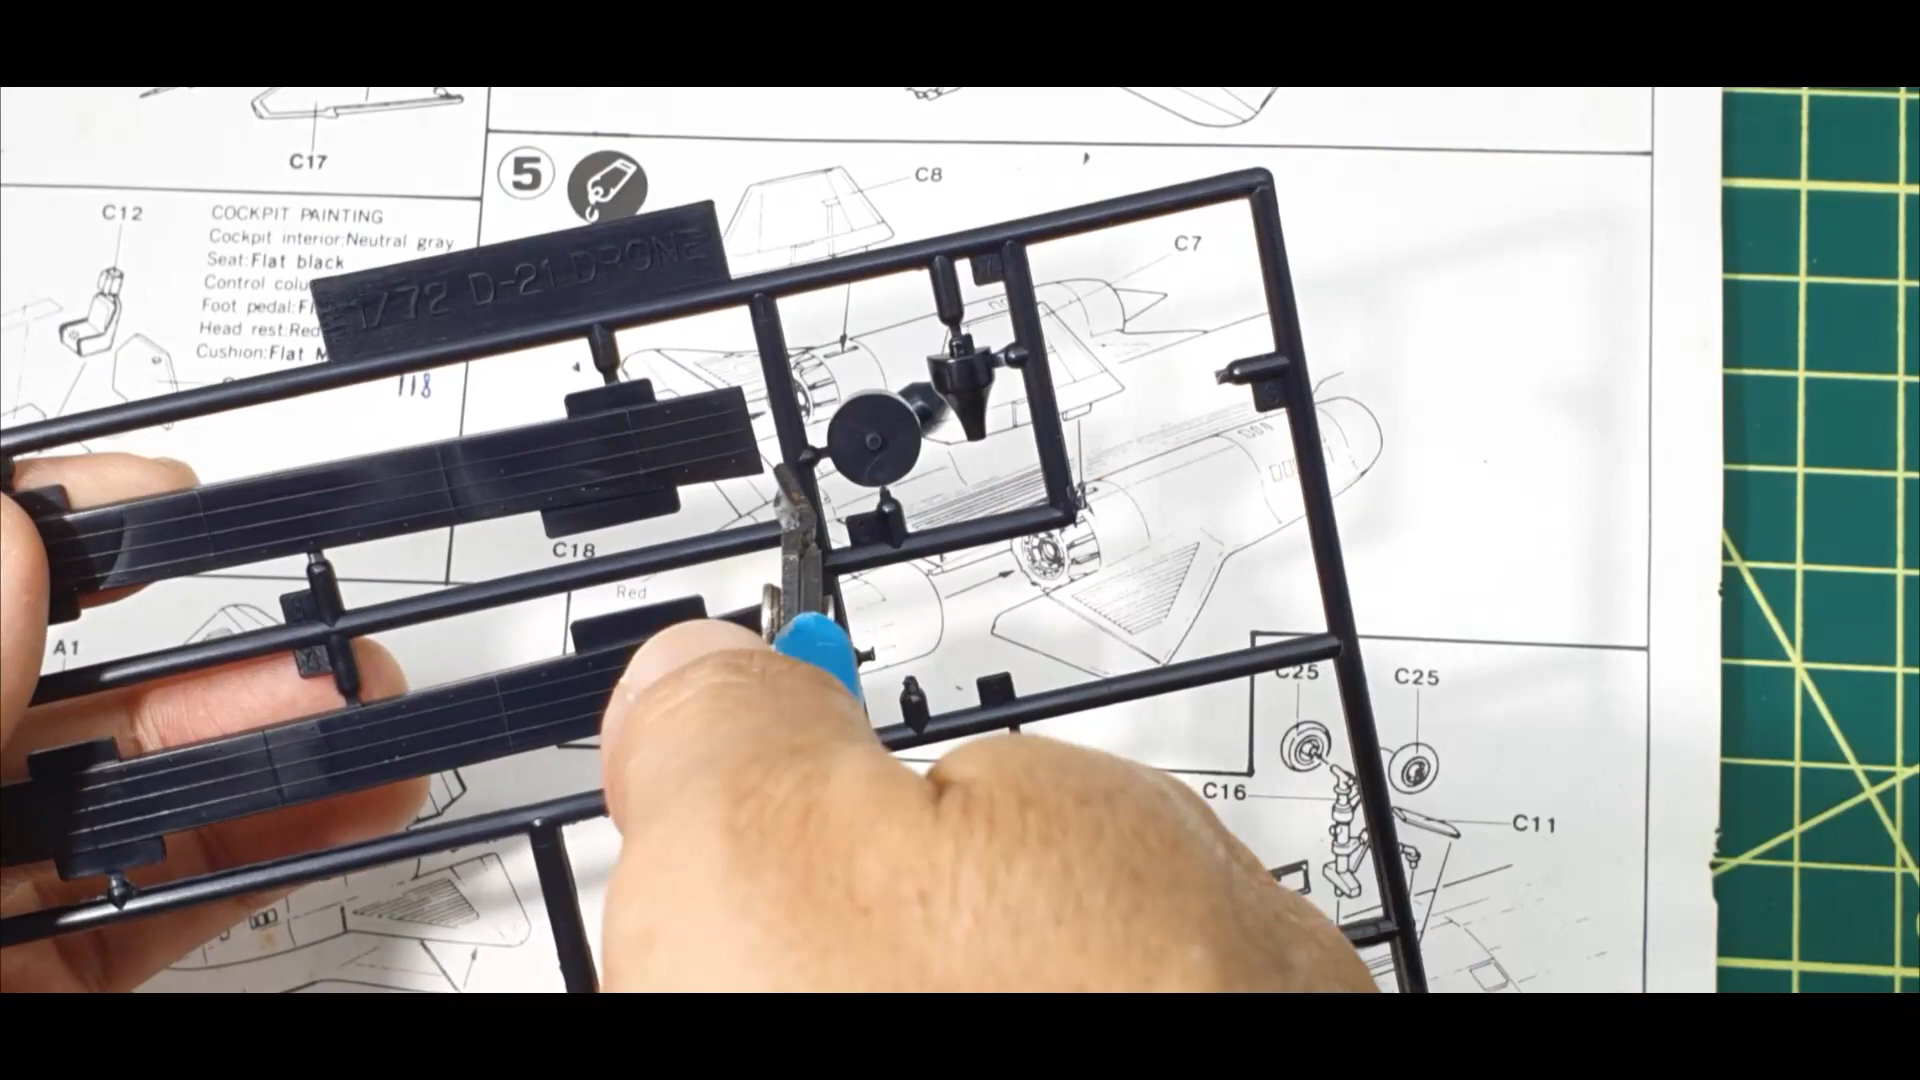 C17
5
C8
C12
COCKPIT PAINTING
Cockpit interior:Neutral gray
Seat:Flat black
Control colu
Foot pedal:F
Head rest:Red
Cushion:Flat
118
1/72 D-21 DRONE
C7
C18
Red
A1
C25
C25
C16
C11